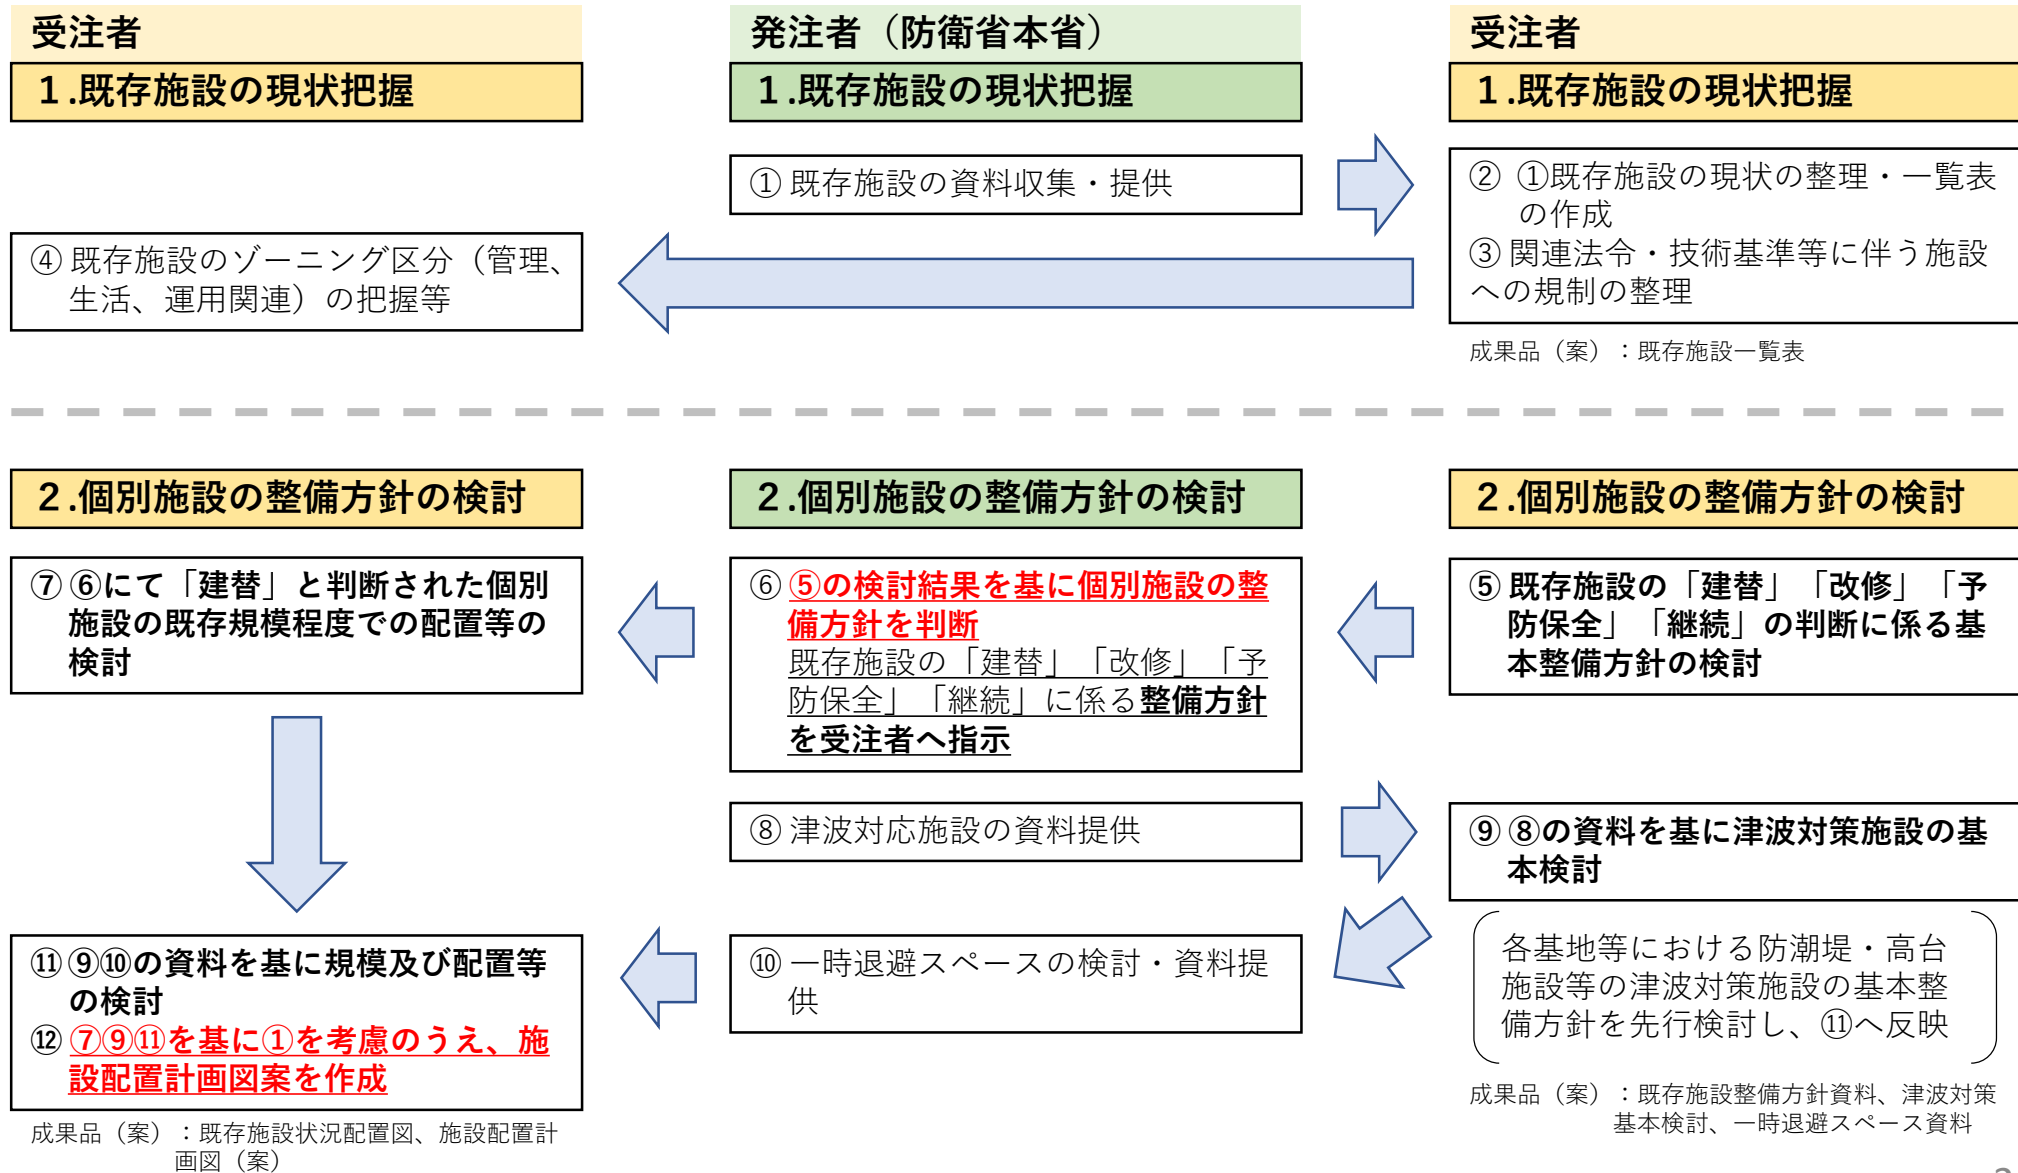 受注者
発注者（防衛省本省）
受注者
１.既存施設の現状把握
１.既存施設の現状把握
１.既存施設の現状把握
① 既存施設の資料収集・提供
② ①既存施設の現状の整理・一覧表
の作成
③ 関連法令・技術基準等に伴う施設
への規制の整理
④ 既存施設のゾーニング区分（管理、
生活、運用関連）の把握等
成果品（案）：既存施設一覧表
２.個別施設の整備方針の検討
２.個別施設の整備方針の検討
２.個別施設の整備方針の検討
⑦ ⑥にて「建替」と判断された個別
施設の既存規模程度での配置等の
検討
⑥ ⑤の検討結果を基に個別施設の整
備方針を判断
既存施設の「建替」「改修」「予
防保全」「継続」に係る整備方針
を受注者へ指示
⑤ 既存施設の「建替」「改修」「予
防保全」「継続」の判断に係る基
本整備方針の検討
⑧ 津波対応施設の資料提供
⑨ ⑧の資料を基に津波対策施設の基
本検討
各基地等における防潮堤・高台
施設等の津波対策施設の基本整
備方針を先行検討し、⑪へ反映
⑩ 一時退避スペースの検討・資料提
供
⑪ ⑨⑩の資料を基に規模及び配置等
の検討
⑫ ⑦⑨⑪を基に①を考慮のうえ、施
設配置計画図案を作成
成果品（案）：既存施設整備方針資料、津波対策
基本検討、一時退避スペース資料
成果品（案）：既存施設状況配置図、施設配置計
画図（案）